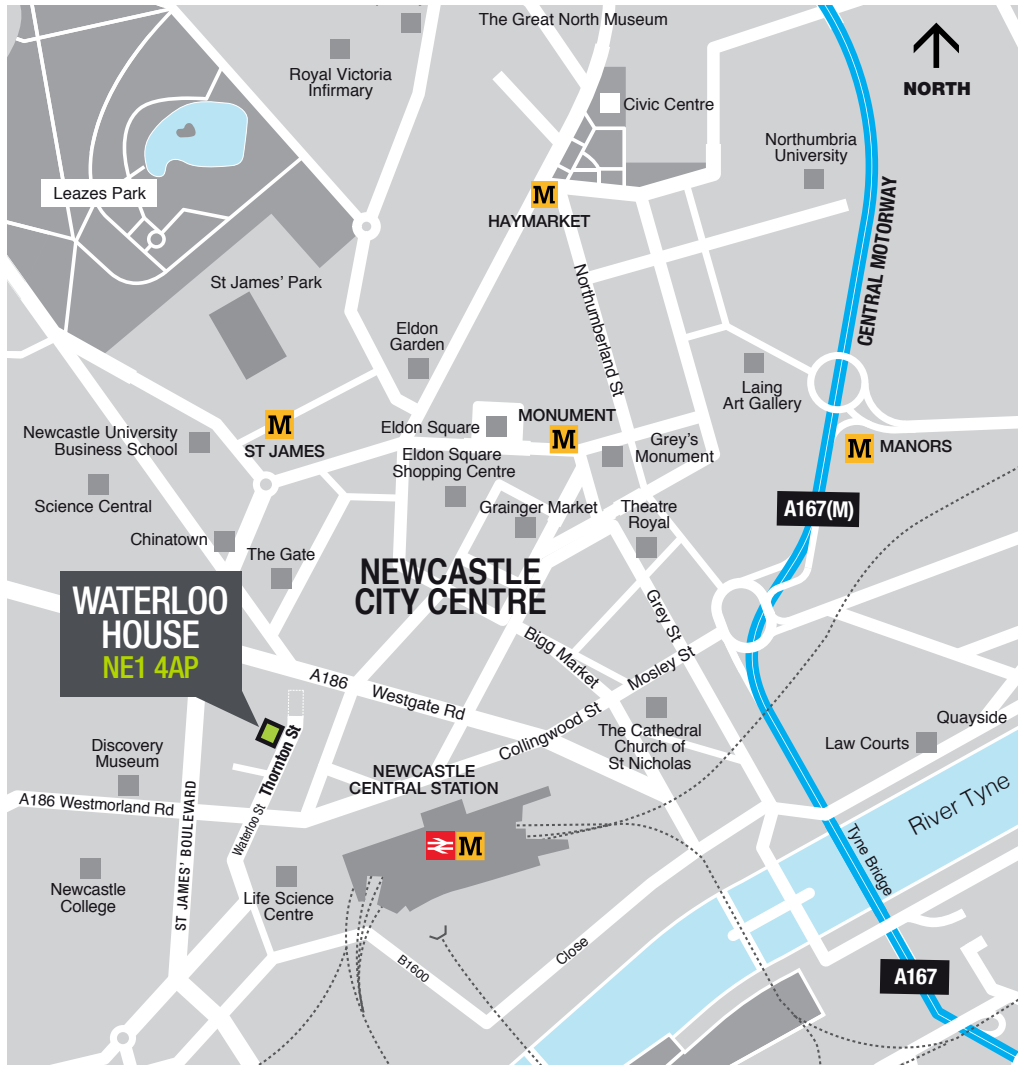 The Great North Museum
NORTH
Royal Victoria
Infirmary
Civic Centre
Northumbria
University
Leazes Park
M
HAYMARKET
CENTRAL MOTORWAY
St James' Park
Northumberland St
Eldon
Garden
Laing
Art Gallery
M
ST JAMES
Newcastle University
Business School
Eldon Square
MONUMENT
M
Grey's
Monument
M
MANORS
Eldon Square
Shopping Centre
Science Central
Grainger Market
Theatre
Royal
A167(M)
Chinatown
The Gate
NEWCASTLE
CITY CENTRE
WATERLOO
HOUSE
NE1 4AP
Grey St
Bigg Market
Mosley St
A186
Westgate Rd
Collingwood St
The Cathedral
Church of
St Nicholas
Quayside
Law Courts
Thornton St
Discovery
Museum
NEWCASTLE
CENTRAL STATION
A186 Westmorland Rd
Waterloo St
ST JAMES' BOULEVARD
M
River Tyne
Tyne Bridge
Newcastle
College
Life Science
Centre
Close
B1600
A167